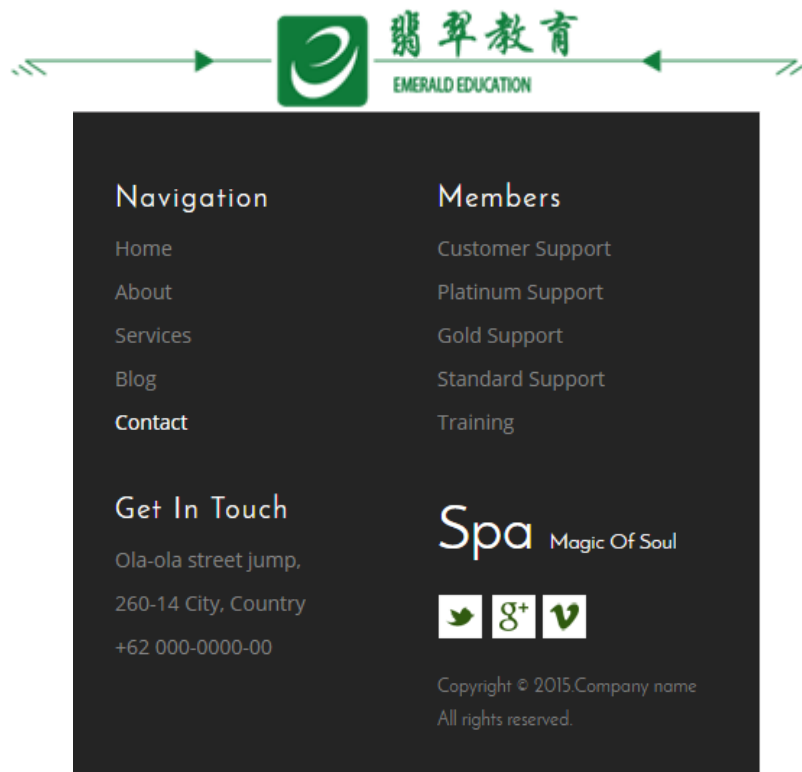 翡翠教育
EMERALD EDUCATION
Navigation
Home
About
Services
Blog
Contact
Members
Customer Support
Platinum Support
Gold Support
Standard Support
Training
Get In Touch
Ola-ola street jump,
260-14 City, Country
+62 000-0000-00
Spa Magic Of Soul
g+
Copyright © 2015.Company name
All rights reserved.